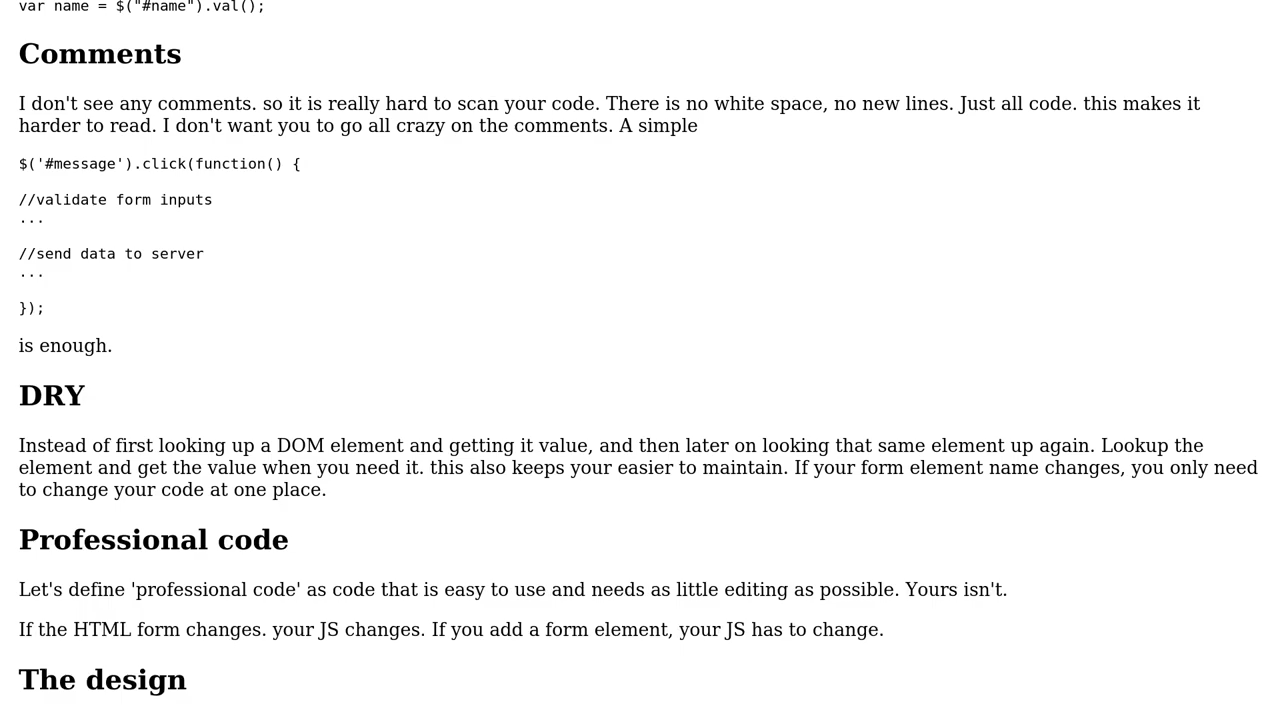 var name = $("#name").val();
Comments
I don't see any comments. so it is really hard to scan your code. There is no white space, no new lines. Just all code. this makes it
harder to read. I don't want you to go all crazy on the comments. A simple
$('#message').click(function() {
//validate form inputs
...
//send data to server
...
});
is enough.
DRY
Instead of first looking up a DOM element and getting it value, and then later on looking that same element up again. Lookup the
element and get the value when you need it. this also keeps your easier to maintain. If your form element name changes, you only need
to change your code at one place.
Professional code
Let's define 'professional code' as code that is easy to use and needs as little editing as possible. Yours isn't.
If the HTML form changes. your JS changes. If you add a form element, your JS has to change.
The design